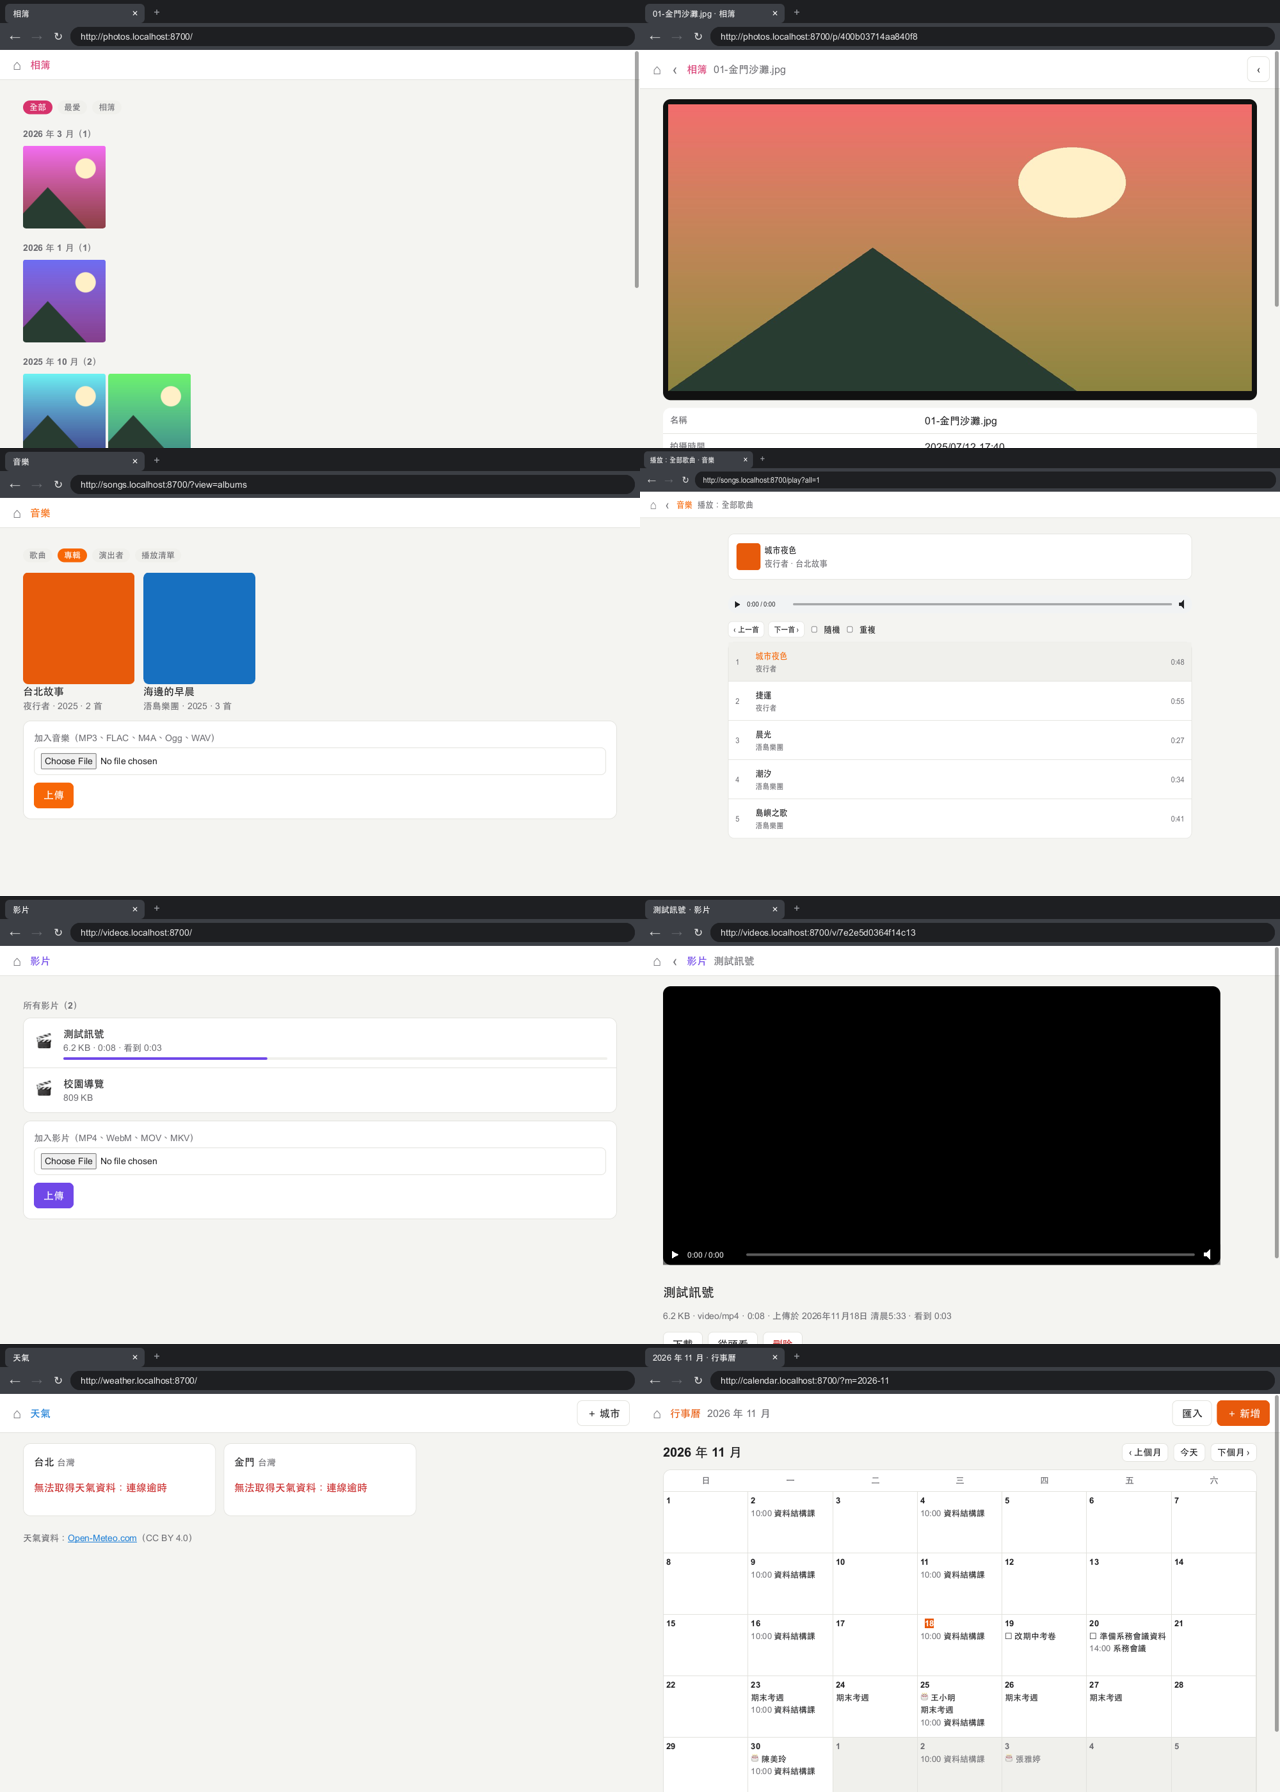 相薄 × +
← → ↻ http://photos.localhost:8700/
⌂ 相薄
全部 最愛 相薄
2026 年 3 月（1）
2026 年 1 月（1）
2025 年 10 月（2）
01-金門沙灘.jpg · 相薄 × +
← → ↻ http://photos.localhost:8700/p/400b03714aa840f8
⌂ ‹ 相薄 01-金門沙灘.jpg ‹
名稱 01-金門沙灘.jpg
拍攝時間 2025/07/12 17:40
音樂 × +
← → ↻ http://songs.localhost:8700/?view=albums
⌂ 音樂
歌曲 專輯 演出者 播放清單
台北故事
夜行者 · 2025 · 2 首
海邊的早晨
浯島樂團 · 2025 · 3 首
加入音樂（MP3、FLAC、M4A、Ogg、WAV）
Choose File No file chosen
上傳
播放：全部歌曲 · 音樂 × +
← → ↻ http://songs.localhost:8700/play?all=1
⌂ ‹ 音樂 播放：全部歌曲
城市夜色
夜行者 · 台北故事
0:00 / 0:00
‹ 上一首 下一首 › 隨機 重複
1 城市夜色 0:48
夜行者
2 捷運 0:55
夜行者
3 晨光 0:27
浯島樂團
4 潮汐 0:34
浯島樂團
5 島嶼之歌 0:41
浯島樂團
影片 × +
← → ↻ http://videos.localhost:8700/
⌂ 影片
所有影片（2）
測試訊號
6.2 KB · 0:08 · 看到 0:03
校園導覽
809 KB
加入影片（MP4、WebM、MOV、MKV）
Choose File No file chosen
上傳
測試訊號 · 影片 × +
← → ↻ http://videos.localhost:8700/v/7e2e5d0364f14c13
⌂ ‹ 影片 測試訊號
0:00 / 0:00
測試訊號
6.2 KB · video/mp4 · 0:08 · 上傳於 2026年11月18日 清晨5:33 · 看到 0:03
下載 從頭看 刪除
天氣 × +
← → ↻ http://weather.localhost:8700/
⌂ 天氣 ＋ 城市
台北 台灣
無法取得天氣資料：連線逾時
金門 台灣
無法取得天氣資料：連線逾時
天氣資料：Open-Meteo.com（CC BY 4.0）
2026 年 11 月 · 行事曆 × +
← → ↻ http://calendar.localhost:8700/?m=2026-11
⌂ 行事曆 2026 年 11 月 匯入 ＋ 新增
2026 年 11 月 ‹ 上個月 今天 下個月 ›
日 一 二 三 四 五 六
1 2 3 4 5 6 7
10:00 資料結構課 10:00 資料結構課
8 9 10 11 12 13 14
10:00 資料結構課 10:00 資料結構課
15 16 17 18 19 20 21
10:00 資料結構課 10:00 資料結構課 ☐ 改期中考卷 ☐ 準備系務會議資料
14:00 系務會議
22 23 24 25 26 27 28
期末考週 期末考週 王小明 期末考週 期末考週
10:00 資料結構課 期末考週
10:00 資料結構課
29 30 1 2 3 4 5
陳美玲 10:00 資料結構課 張雅婷
10:00 資料結構課